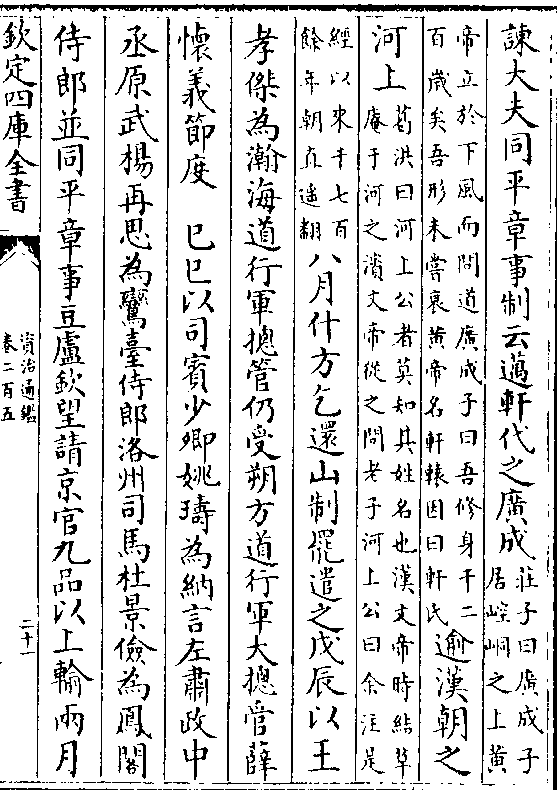 諫大夫同平章事制云邁軒代之廣成
莊子曰廣成子
居崆峒之上黄
帝立於下風而問道廣成子曰吾修身千二
百歲矣吾形未嘗衰黄帝名軒轅因曰軒氏
逾漢朝之
河上
葛洪曰河上公者莫知其姓名也漢文帝時結草
庵于河之濱文帝從之問老子河上公曰余注是
經以來千七百
餘年朝直遥翻
八月什方乞還山制罷遣之戊辰以王
孝傑為瀚海道行軍總管仍受朔方道行軍大總管薛
懷義節度 己巳以司賓少卿姚璹為納言左肅政中
丞原武楊再思為鸞臺侍郎洛州司馬杜景儉為鳳閣
侍郎並同平章事豆盧欽望請京官九品以上輸兩月
欽定四庫全書
資治通鑑
卷二百五
二十一